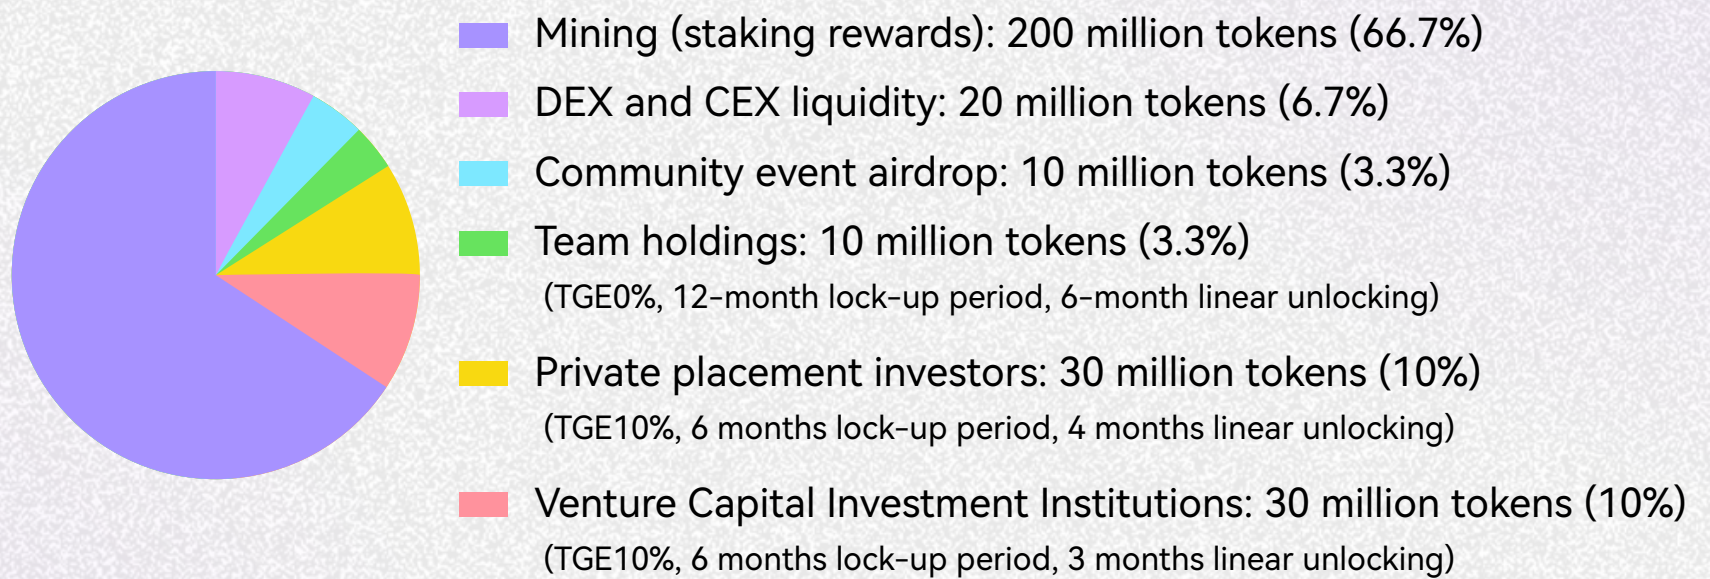 Mining (staking rewards): 200 million tokens (66.7%)
DEX and CEX liquidity: 20 million tokens (6.7%)
Community event airdrop: 10 million tokens (3.3%)
Team holdings: 10 million tokens (3.3%)
(TGE0%, 12-month lock-up period, 6-month linear unlocking)
Private placement investors: 30 million tokens (10%)
(TGE10%, 6 months lock-up period, 4 months linear unlocking)
Venture Capital Investment Institutions: 30 million tokens (10%)
(TGE10%, 6 months lock-up period, 3 months linear unlocking)